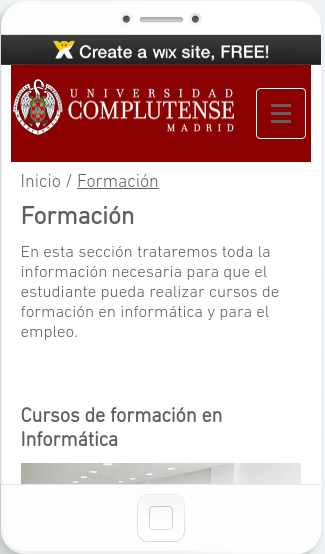 Create a WiX site, FREE!
UNIVERSIDAD
COMPLUTENSE
MADRID
Inicio / Formación
Formación
En esta sección trataremos toda la
información necesaria para que el
estudiante pueda realizar cursos de
formación en informática y para el
empleo.
Cursos de formación en
Informática